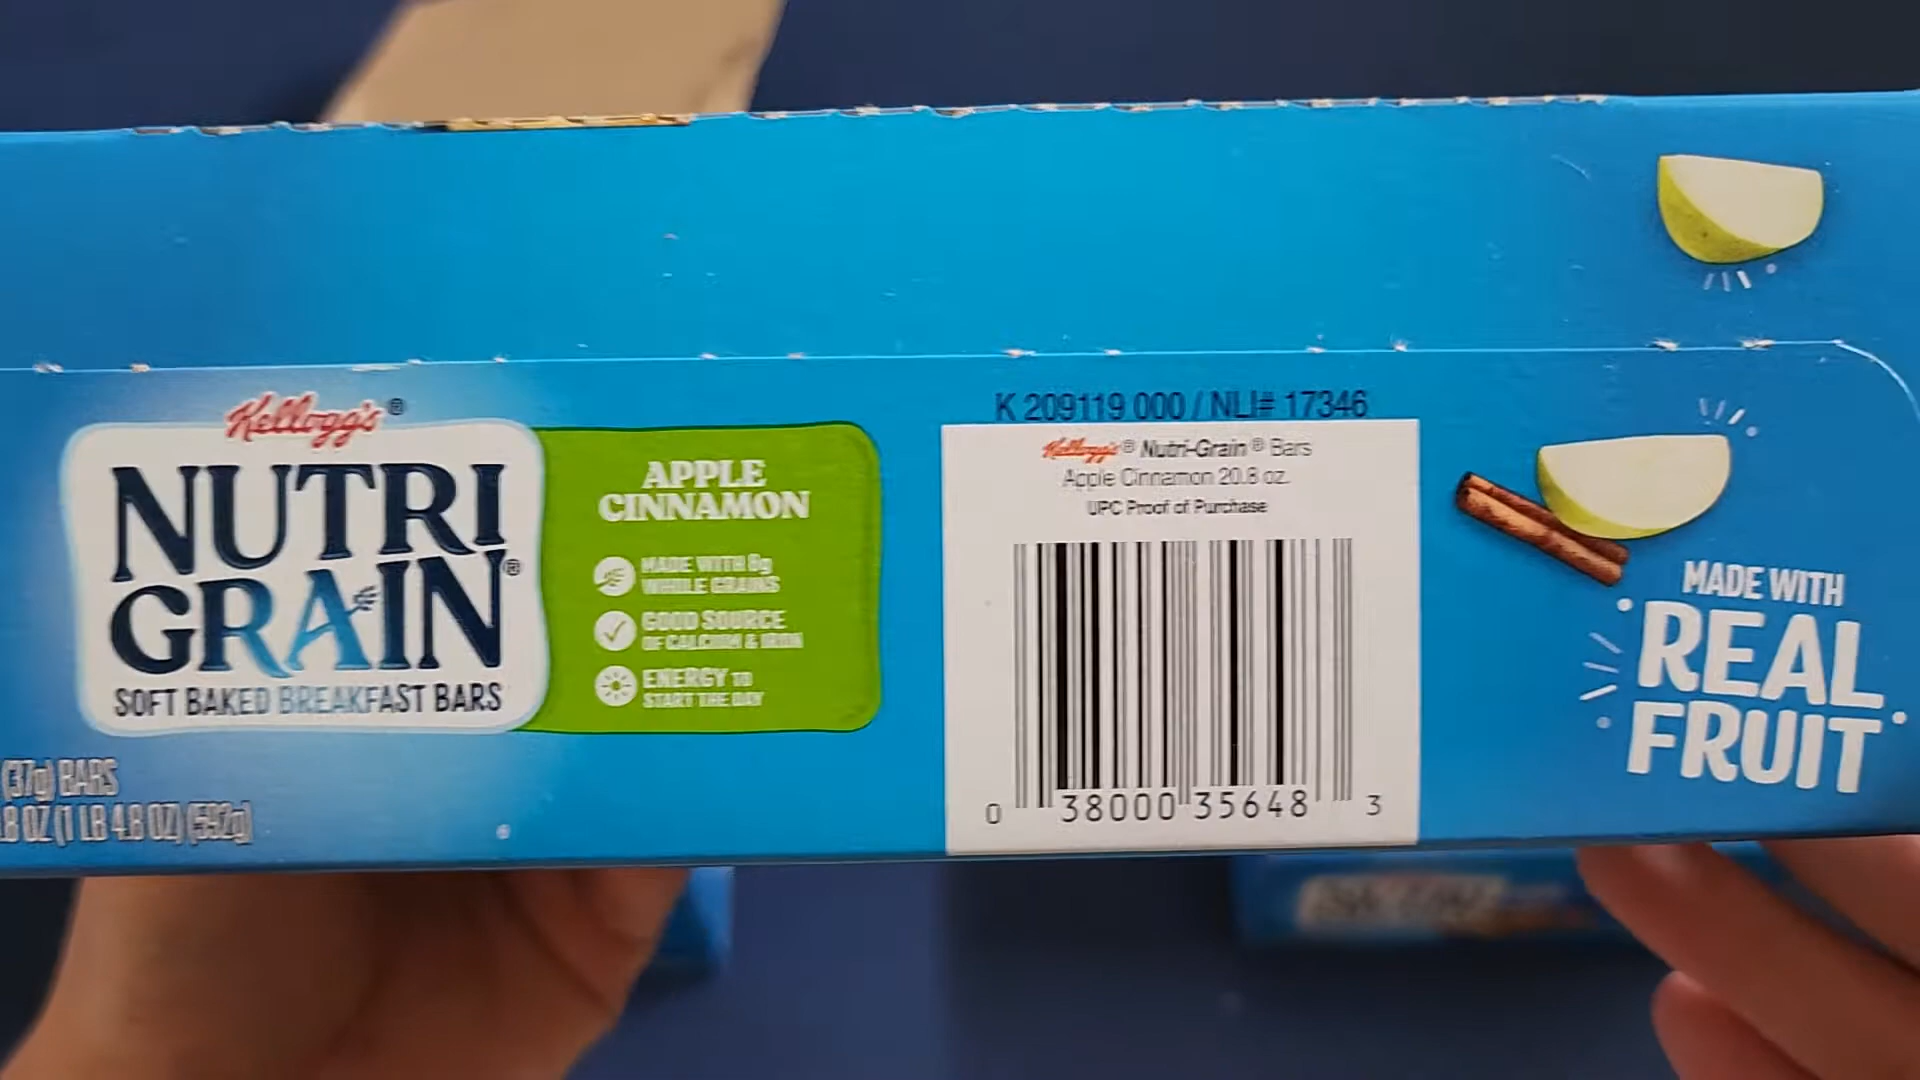 Kellogg's®
NUTRI
GRAIN®
SOFT BAKED BREAKFAST BARS
APPLE
CINNAMON
MADE WITH 8g
WHOLE GRAINS
GOOD SOURCE
OF CALCIUM & IRON
ENERGY TO
START THE DAY
(37g) BARS
.8 OZ (1 LB 4.8 OZ) (592g)
K 209119 000 / NLI# 17346
Kellogg's® Nutri-Grain® Bars
Apple Cinnamon 20.8 oz.
UPC Proof of Purchase
0 38000 35648 3
MADE WITH
REAL
FRUIT